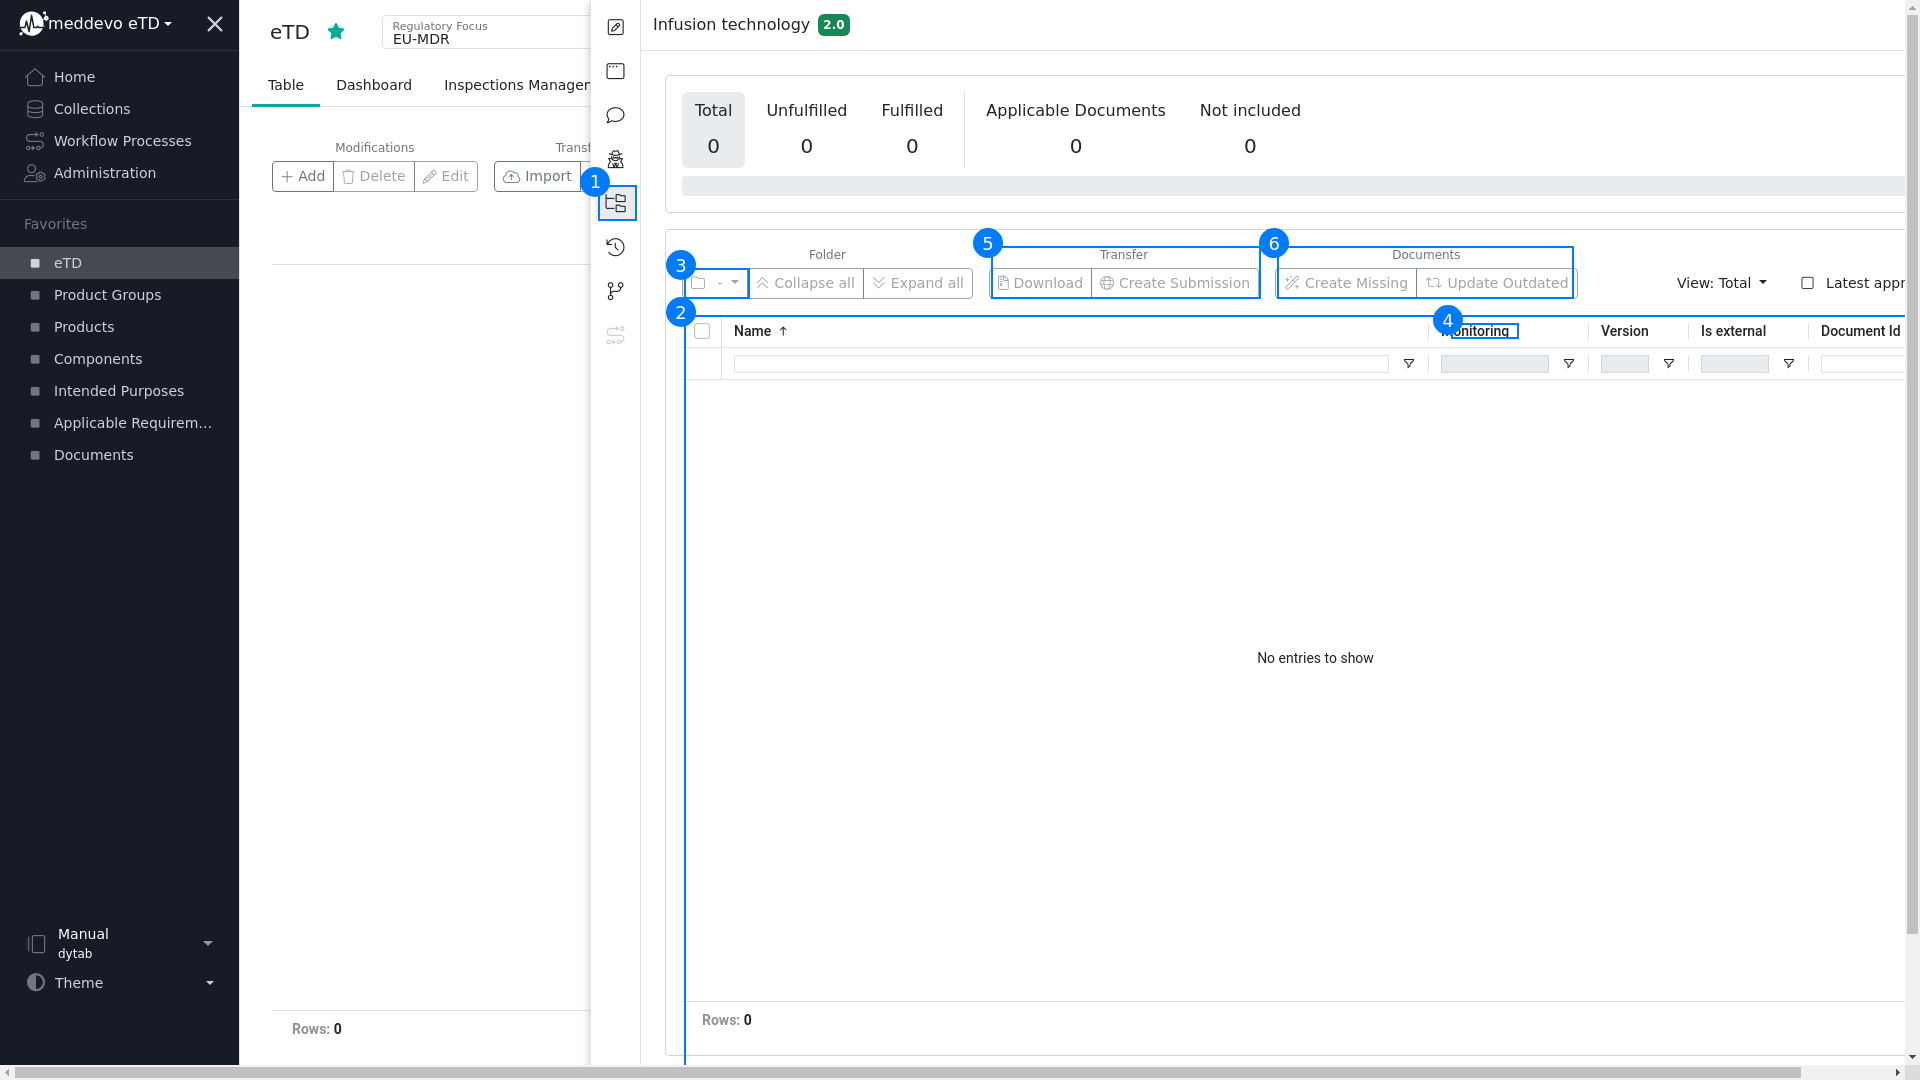 meddevo eTD
Home
Collections
Workflow Processes
Administration
Favorites
eTD
Product Groups
Products
Components
Intended Purposes
Applicable Requirem...
Documents
Manual
dytab
Theme
eTD
Regulatory Focus
EU-MDR
Table Dashboard Inspections
Modifications
Add Delete Edit Import
Rows: 0
1
Infusion technology 2.0
Total Unfulfilled Fulfilled Applicable Documents Not included
0 0 0 0 0
5 6
Folder Transfer Documents
3
- Collapse all Expand all Download Create Submission Create Missing Update Outdated View: Total Latest
2 4
Name ↑ Version Is external Document Id
No entries to show
Rows: 0